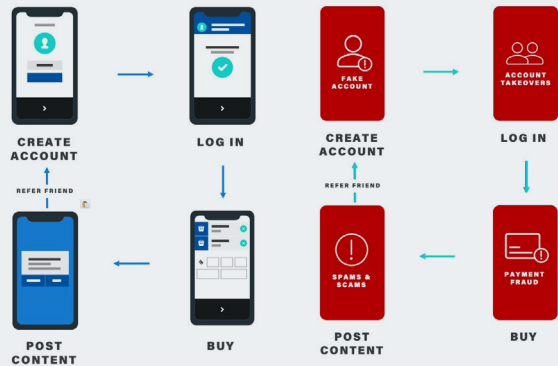 CREATE
ACCOUNT
LOG IN
REFER FRIEND
POST
CONTENT
BUY
FAKE
ACCOUNT
CREATE
ACCOUNT
ACCOUNT
TAKEOVERS
LOG IN
REFER FRIEND
SPAMS &
SCAMS
POST
CONTENT
PAYMENT
FRAUD
BUY